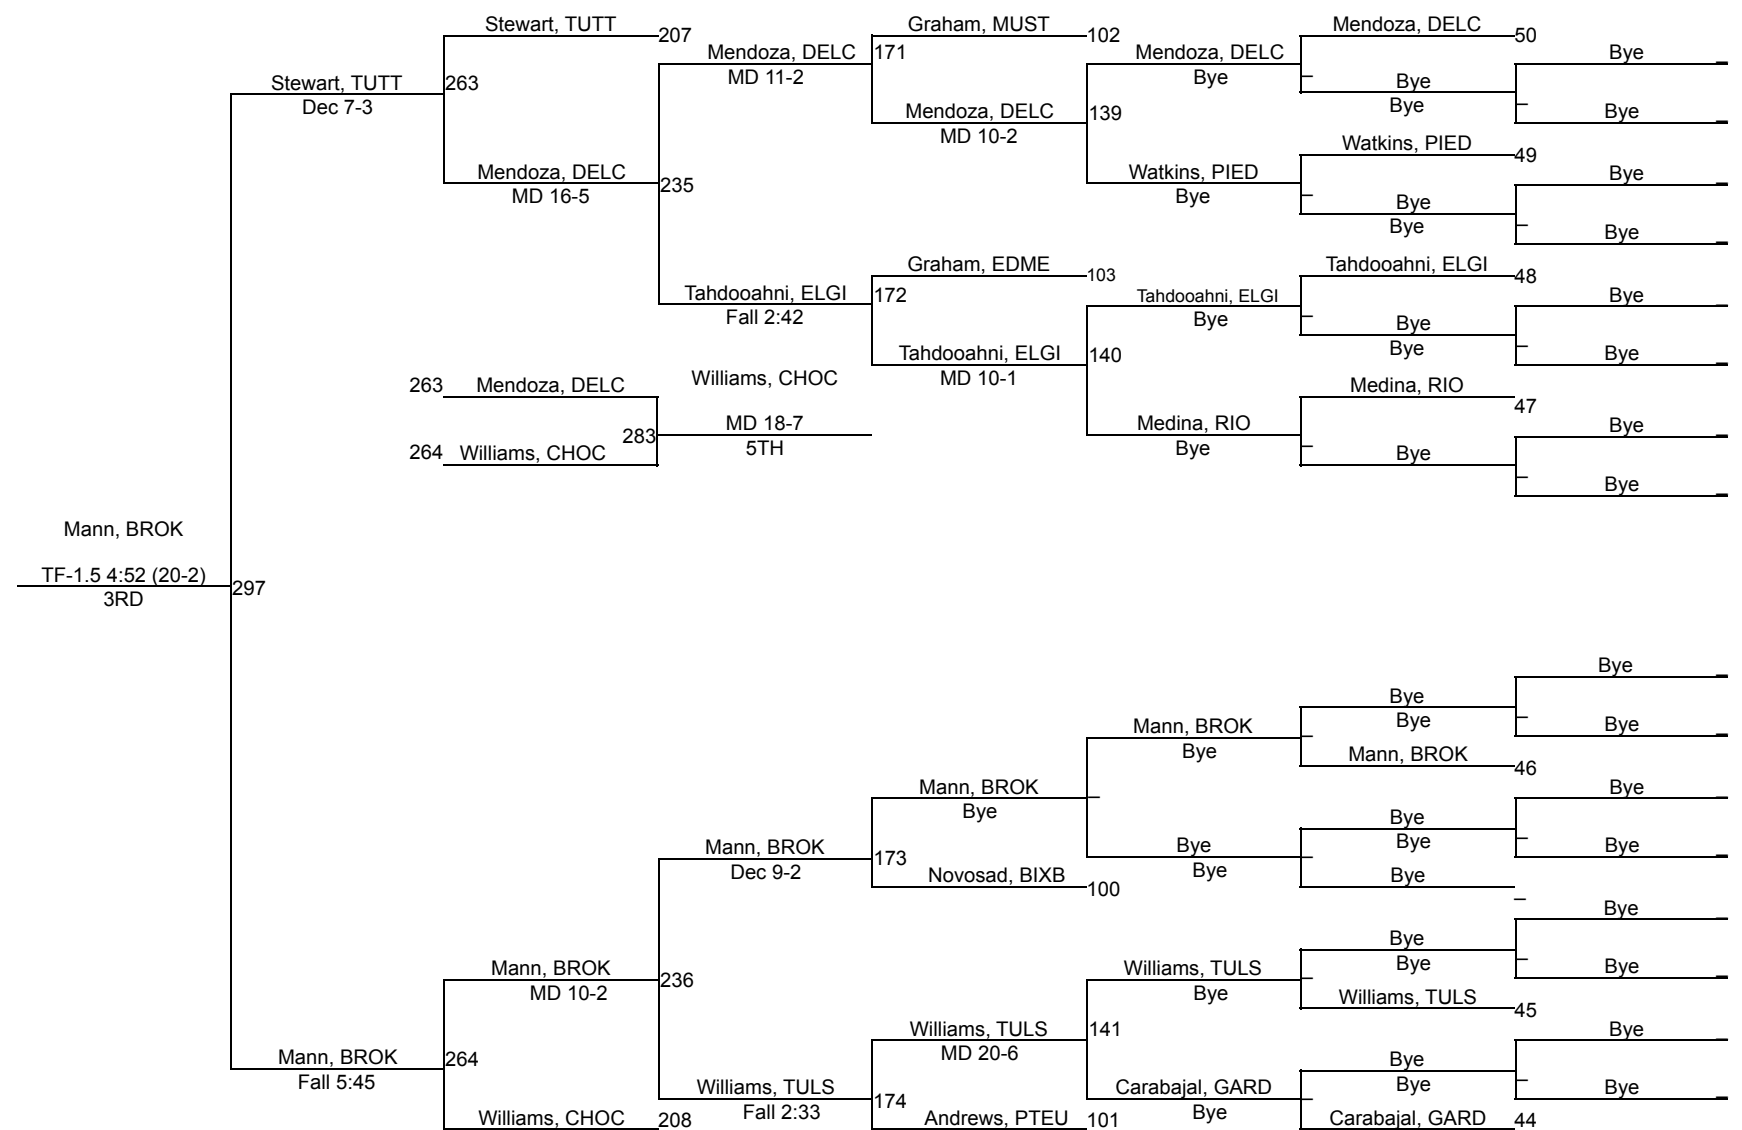 Stewart, TUTT
207
Graham, MUST
102
Mendoza, DELC
50
Mendoza, DELC
171
MD 11-2
Mendoza, DELC
Bye
Bye
Stewart, TUTT
263
Dec 7-3
Bye
Bye
Mendoza, DELC
139
MD 10-2
Bye
Watkins, PIED
49
Mendoza, DELC
235
MD 16-5
Watkins, PIED
Bye
Bye
Bye
Bye
Bye
Graham, EDME
103
Tahdooahni, ELGI
48
Tahdooahni, ELGI
172
Fall 2:42
Tahdooahni, ELGI
Bye
Bye
Bye
Bye
Tahdooahni, ELGI
140
MD 10-1
Bye
263
Mendoza, DELC
Williams, CHOC
Medina, RIO
47
283
MD 18-7
5TH
Medina, RIO
Bye
Bye
264
Williams, CHOC
Bye
Bye
Mann, BROK
TF-1.5 4:52 (20-2)
297
3RD
Bye
Bye
Bye
Bye
Mann, BROK
Bye
Mann, BROK
46
Mann, BROK
Bye
Bye
Bye
Bye
Bye
Mann, BROK
173
Dec 9-2
Bye
Bye
Novosad, BIXB
100
Bye
Bye
Bye
Bye
Bye
Mann, BROK
236
MD 10-2
Williams, TULS
Bye
Williams, TULS
45
Williams, TULS
141
MD 20-6
Bye
Mann, BROK
264
Fall 5:45
Bye
Bye
Bye
Williams, TULS
174
Fall 2:33
Carabajal, GARD
Bye
Williams, CHOC
208
Andrews, PTEU
101
Carabajal, GARD
44